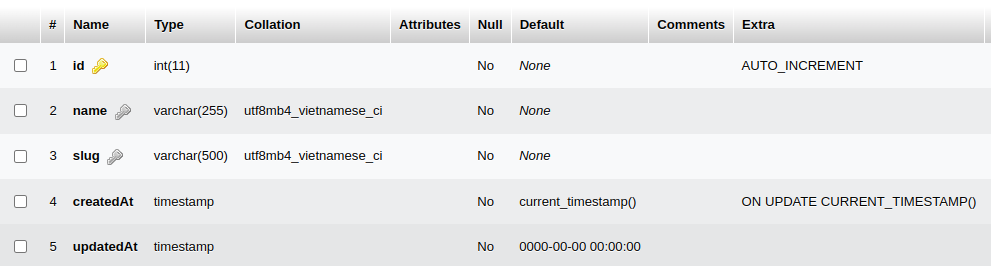 # Name Type Collation Attributes Null Default Comments Extra
1 id int(11) No None AUTO_INCREMENT
2 name varchar(255) utf8mb4_vietnamese_ci No None
3 slug varchar(500) utf8mb4_vietnamese_ci No None
4 createdAt timestamp No current_timestamp() ON UPDATE CURRENT_TIMESTAMP()
5 updatedAt timestamp No 0000-00-00 00:00:00